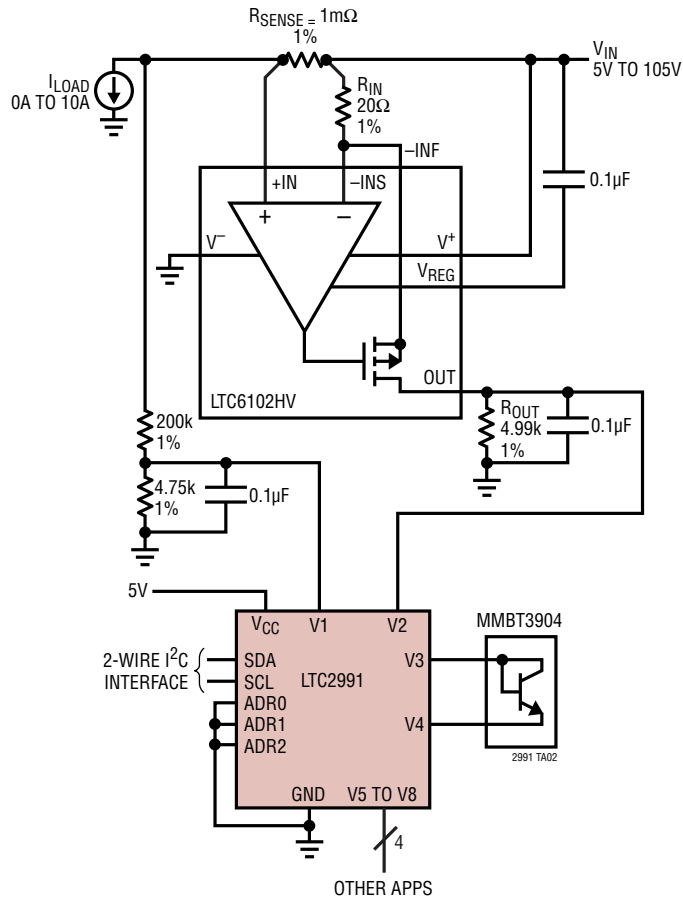 RSENSE = 1mΩ
1%
VIN
5V TO 105V
ILOAD
0A TO 10A
RIN
20Ω
1%
–INF
+IN
–INS
0.1µF
+
–
V–
V+
VREG
OUT
LTC6102HV
ROUT
4.99k
1%
0.1µF
200k
1%
4.75k
1%
0.1µF
5V
VCC
V1
V2
MMBT3904
2-WIRE I2C
INTERFACE
SDA
SCL
ADR0
ADR1
ADR2
LTC2991
V3
V4
2991 TA02
GND
V5 TO V8
4
OTHER APPS